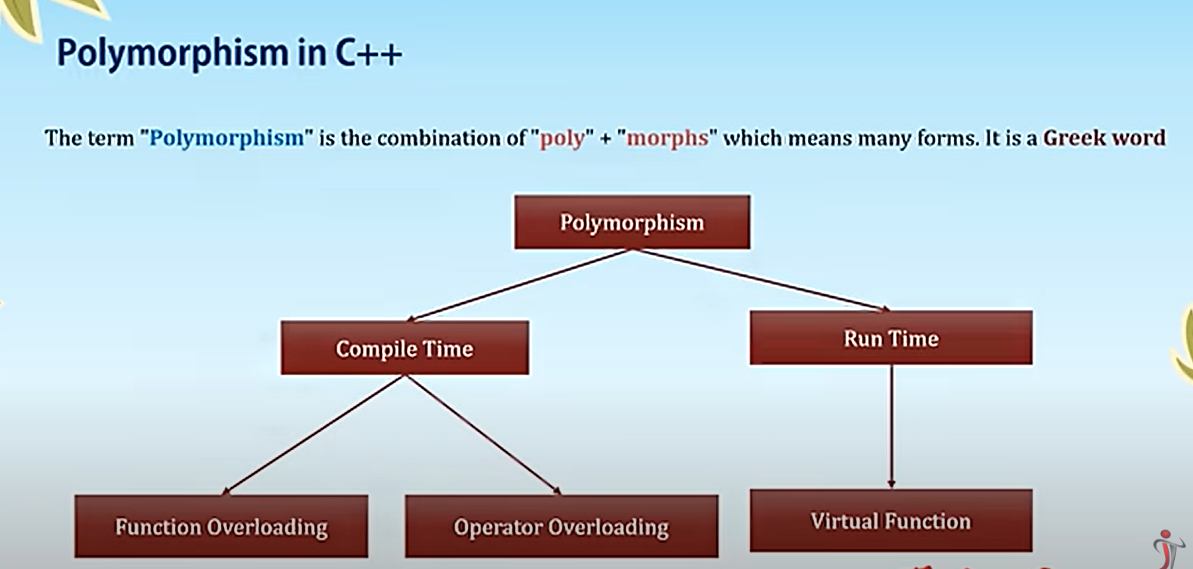 Polymorphism in C++
The term "Polymorphism" is the combination of "poly" + "morphs" which means many forms. It is a Greek word
Polymorphism
Compile Time
Run Time
Function Overloading
Operator Overloading
Virtual Function